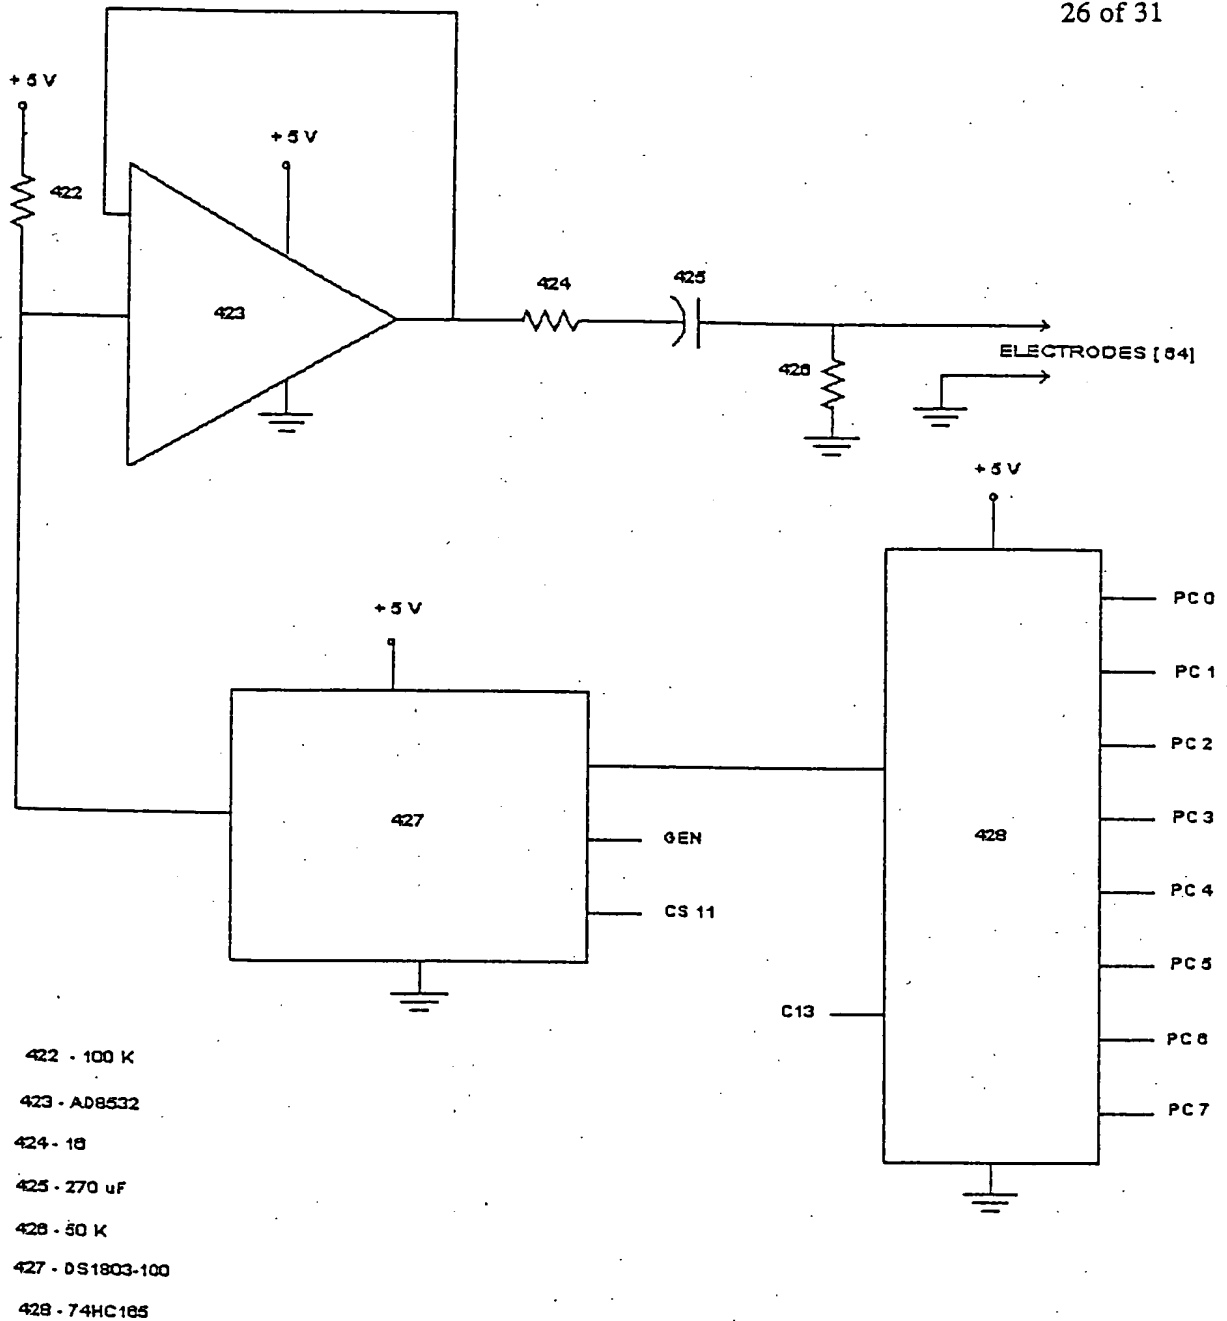 26 of 31
+ 5 V
+ 5 V
422
423
424
425
ELECTRODES [ 84]
426
+ 5 V
+ 5 V
PC 0
PC 1
PC 2
427
PC 3
428
GEN
PC 4
CS 11
PC 5
C13
PC 6
PC 7
422 - 100 K
423 - AD8532
424 - 18
425 - 270 uF
426 - 50 K
427 - DS1803-100
428 - 74HC165